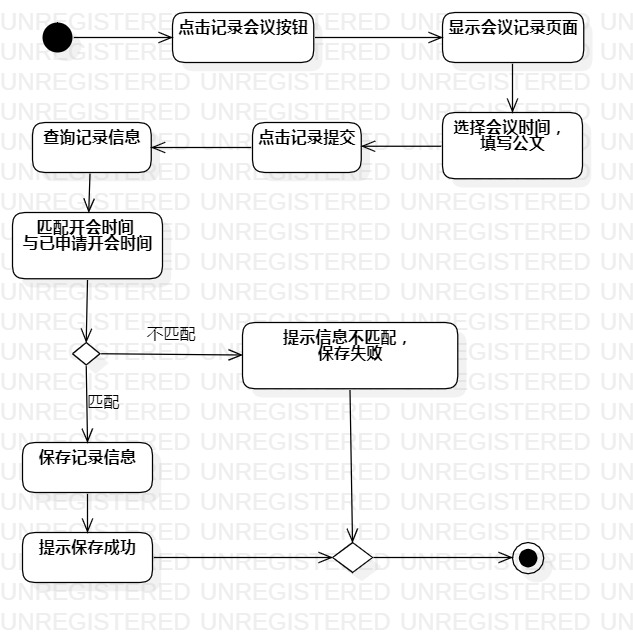 点击记录会议按钮
显示会议记录页面
选择会议时间，
填写公文
点击记录提交
查询记录信息
匹配开会时间
与已申请开会时间
不匹配
提示信息不匹配，
保存失败
匹配
保存记录信息
提示保存成功